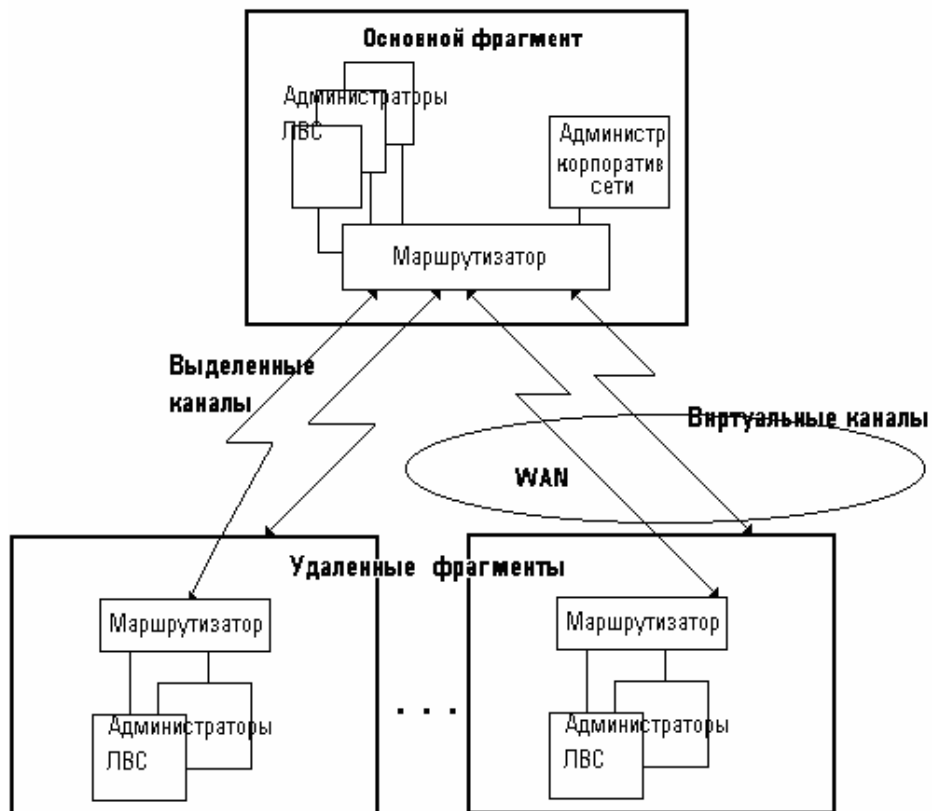 Основной фрагмент
Администраторы
ЛВС
Администр
корпоратив
сети
Маршрутизатор
Выделенные
каналы
Виртуальные каналы
WAN
Удаленные фрагменты
Маршрутизатор
Маршрутизатор
. . .
Администраторы
ЛВС
Администраторы
ЛВС